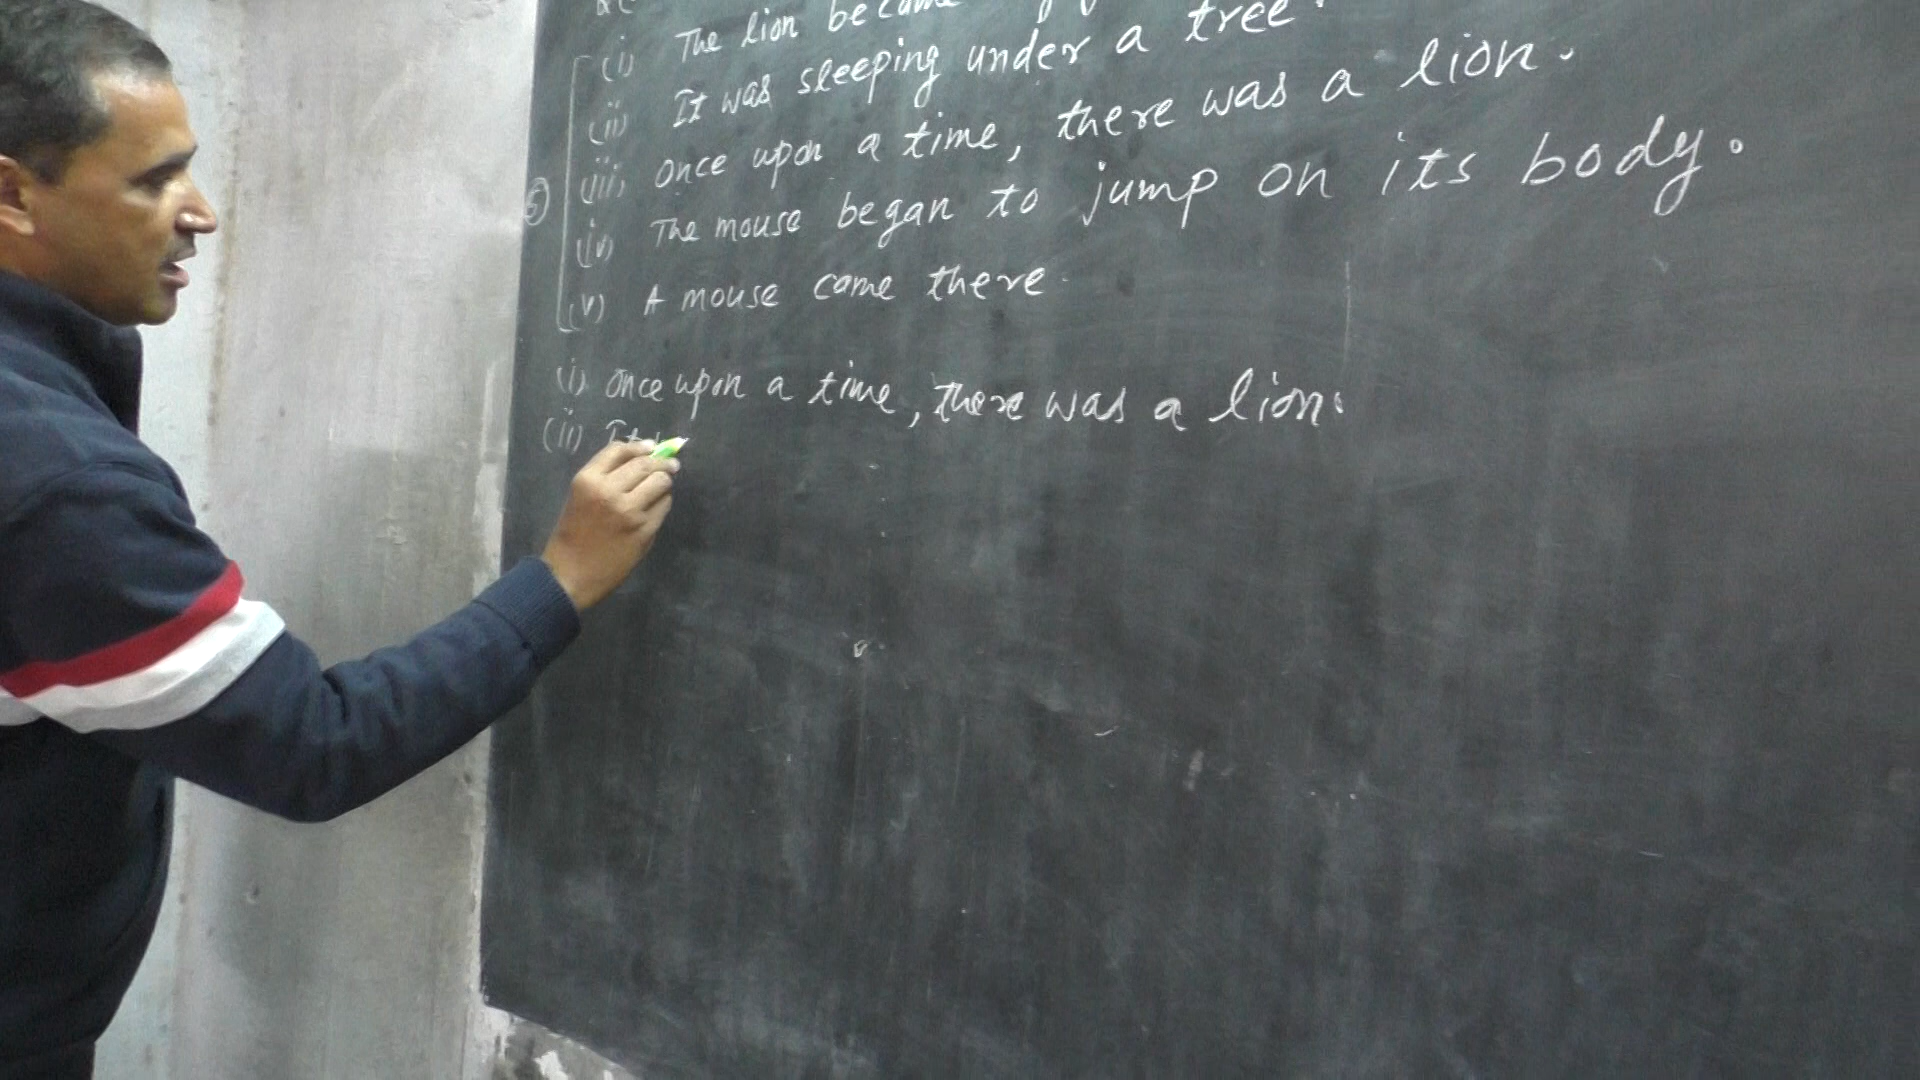 (i) The lion became
(ii) It was sleeping under a tree.
(iii) Once upon a time, there was a lion.
(iv) The mouse began to jump on its body.
(v) A mouse came there.
(i) Once upon a time, there was a lion.
(ii) It